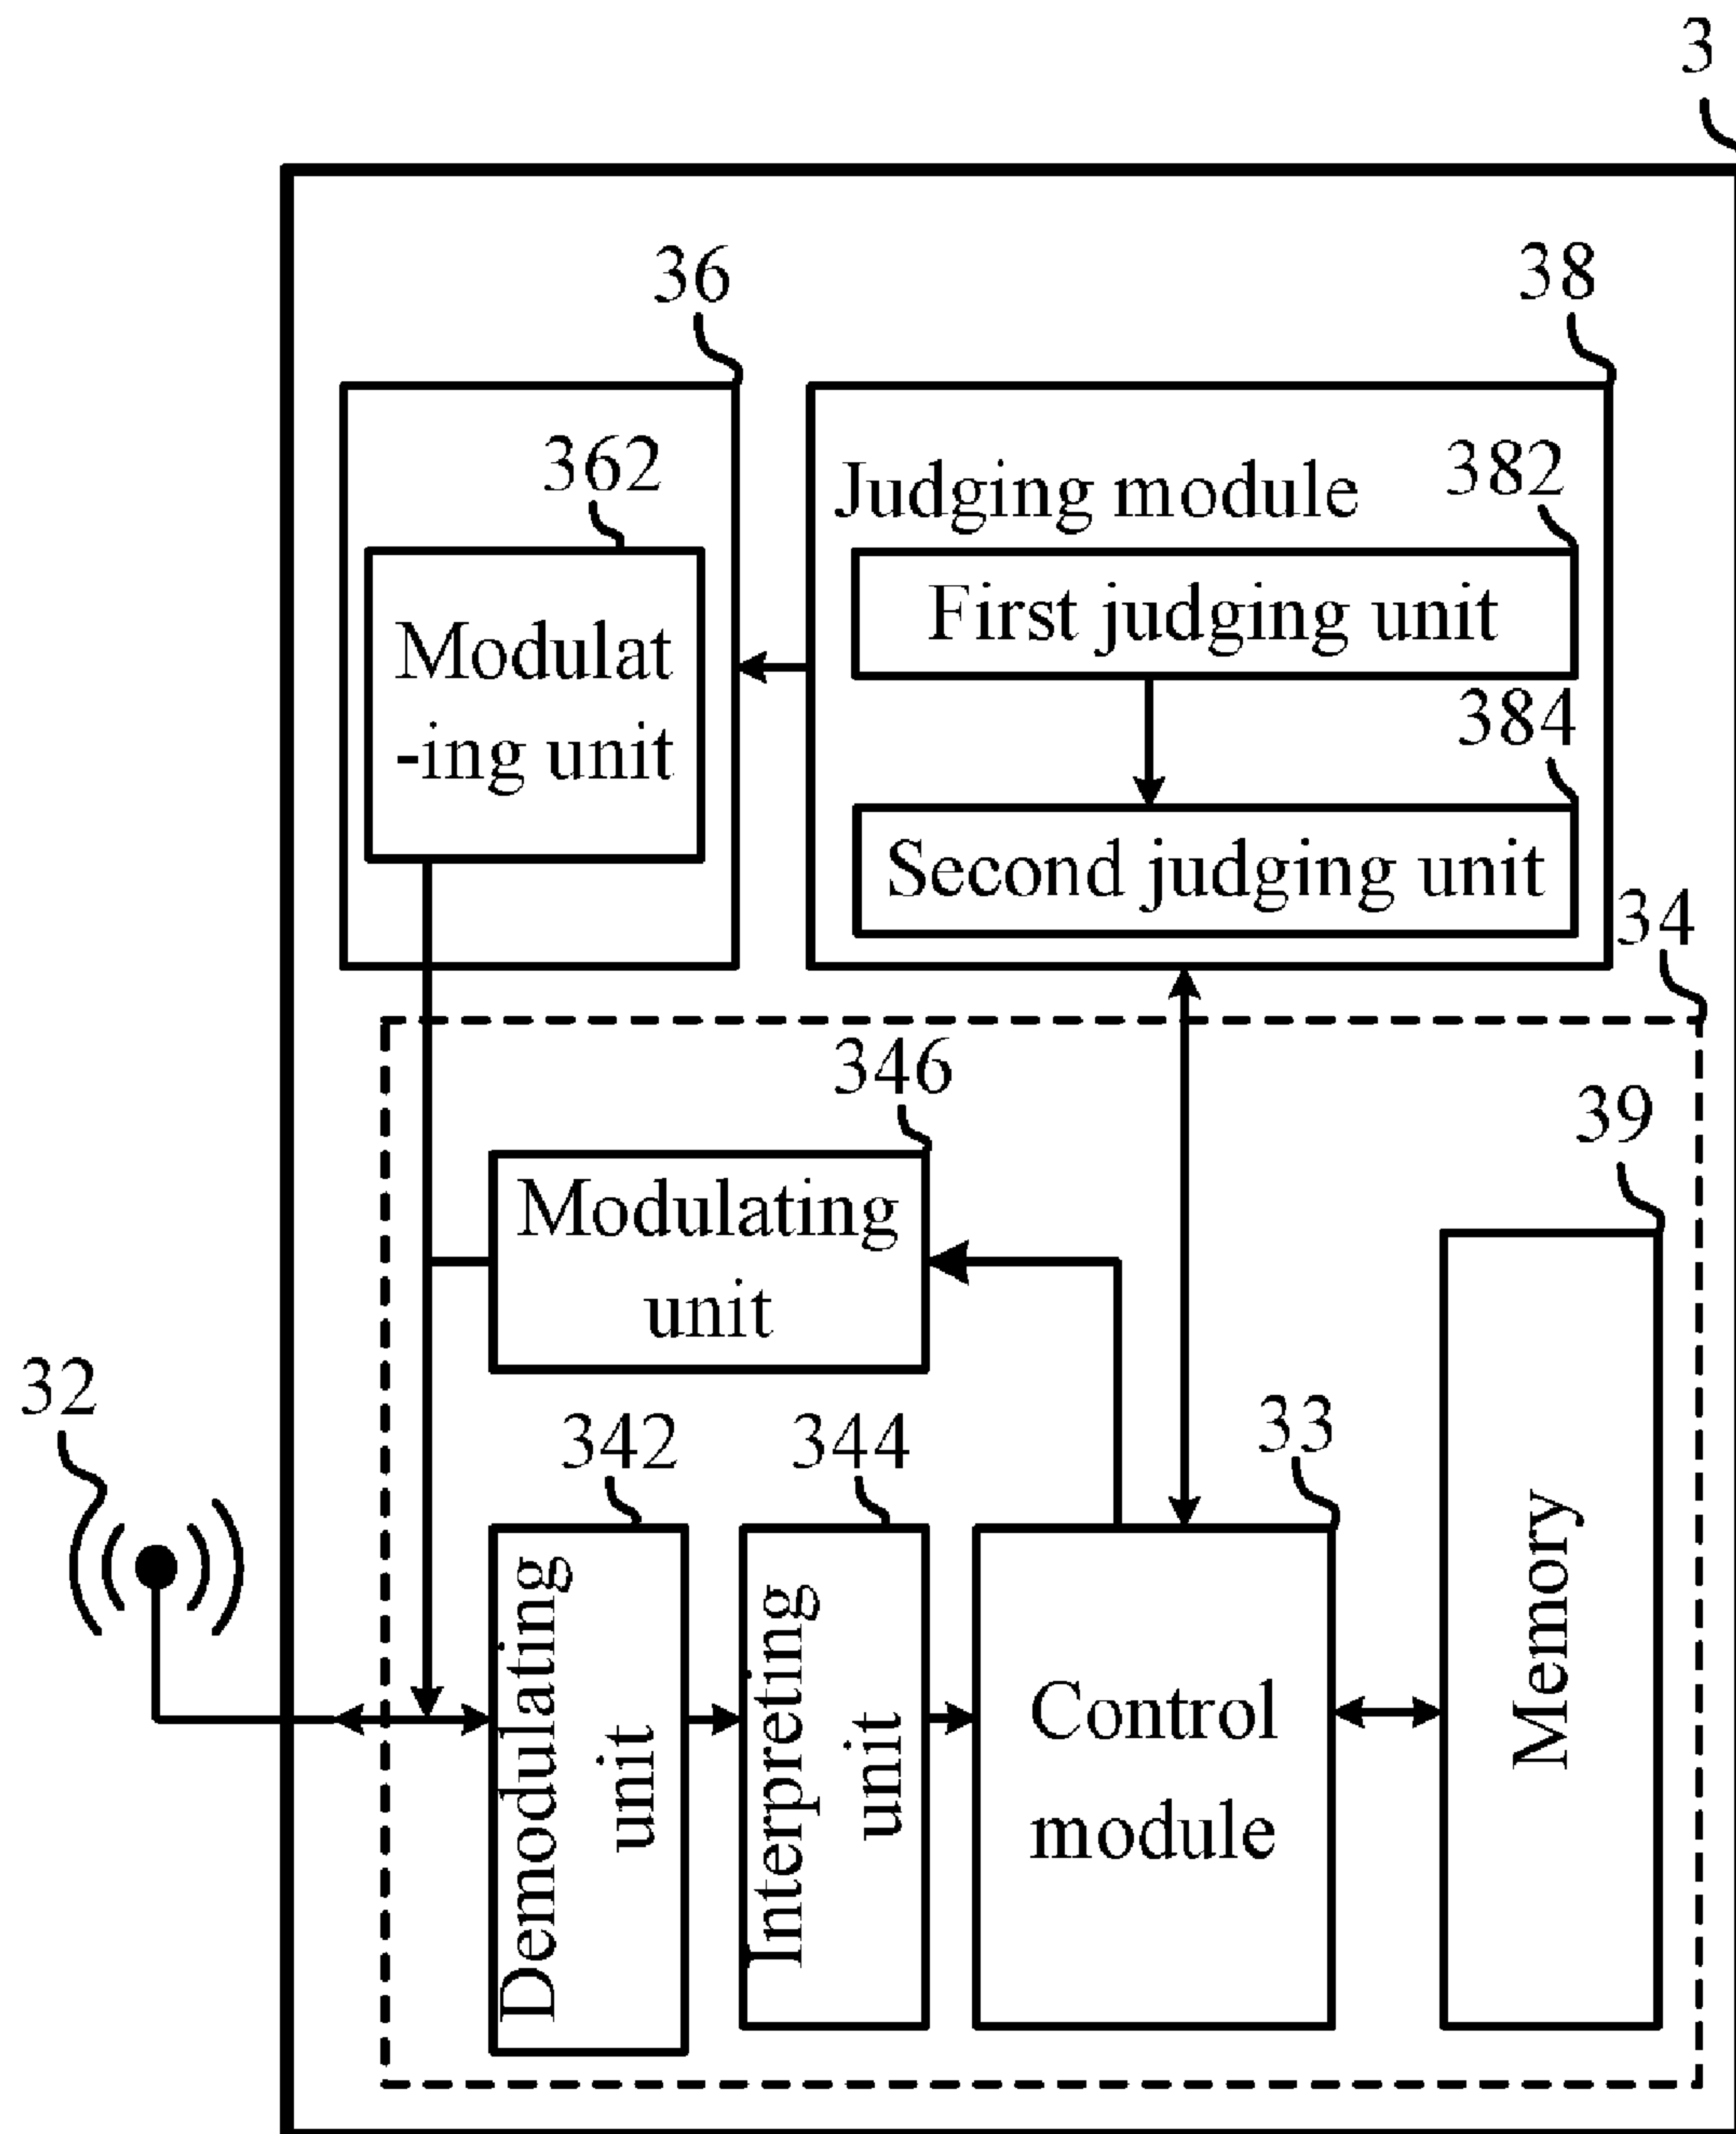 3
36
38
362
382
Judging module
First judging unit
Modulat
-ing unit
384
Second judging unit
34
346
39
Modulating
unit
32
342
344
33
Demodulating
unit
Interpreting
unit
Control
module
Memory